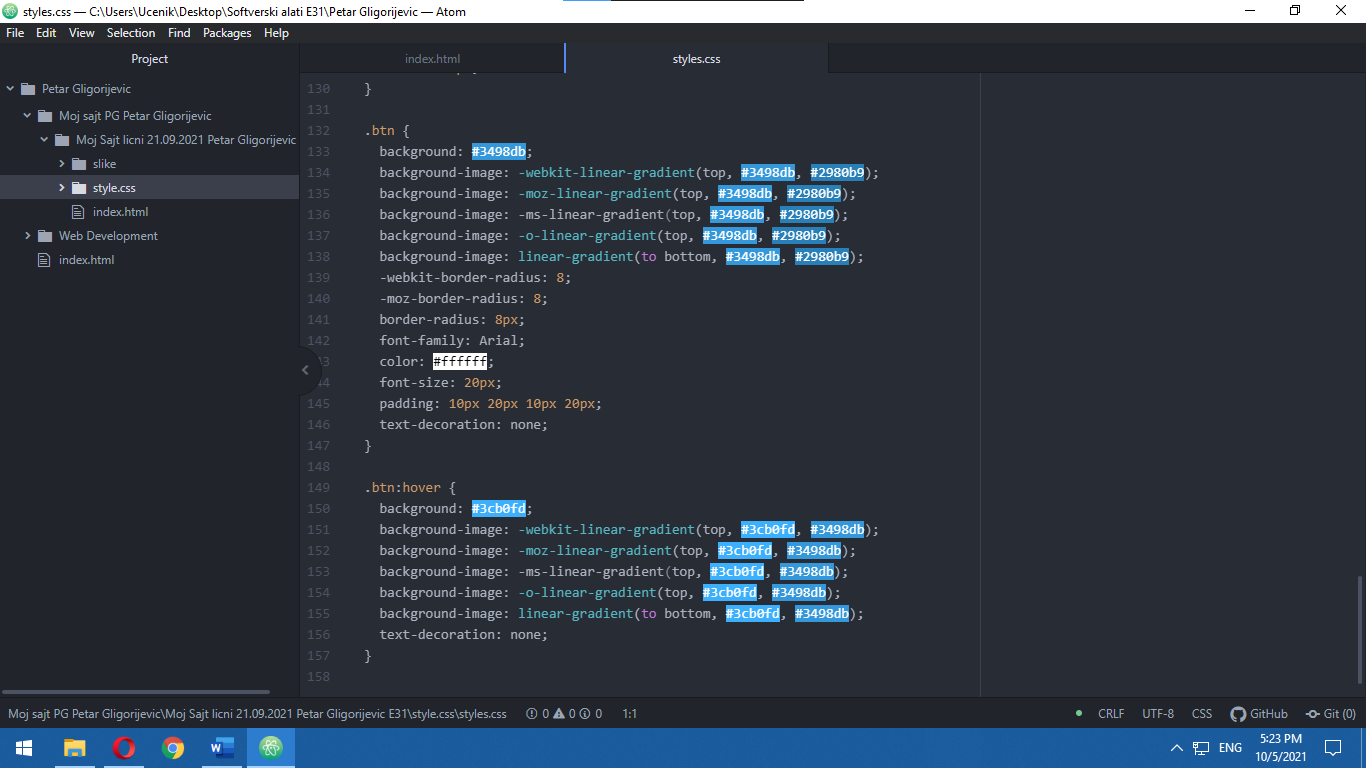 styles.css — C:\Users\Ucenik\Desktop\Softverski alati E31\Petar Gligorijevic — Atom
File Edit View Selection Find Packages Help
Project
index.html
styles.css
Petar Gligorijevic
Moj sajt PG Petar Gligorijevic
Moj Sajt licni 21.09.2021 Petar Gligorijevic
slike
style.css
index.html
Web Development
index.html
130 }
131
132 .btn {
133 background: #3498db;
134 background-image: -webkit-linear-gradient(top, #3498db, #2980b9);
135 background-image: -moz-linear-gradient(top, #3498db, #2980b9);
136 background-image: -ms-linear-gradient(top, #3498db, #2980b9);
137 background-image: -o-linear-gradient(top, #3498db, #2980b9);
138 background-image: linear-gradient(to bottom, #3498db, #2980b9);
139 -webkit-border-radius: 8;
140 -moz-border-radius: 8;
141 border-radius: 8px;
142 font-family: Arial;
43 color: #ffffff;
44 font-size: 20px;
145 padding: 10px 20px 10px 20px;
146 text-decoration: none;
147 }
148
149 .btn:hover {
150 background: #3cb0fd;
151 background-image: -webkit-linear-gradient(top, #3cb0fd, #3498db);
152 background-image: -moz-linear-gradient(top, #3cb0fd, #3498db);
153 background-image: -ms-linear-gradient(top, #3cb0fd, #3498db);
154 background-image: -o-linear-gradient(top, #3cb0fd, #3498db);
155 background-image: linear-gradient(to bottom, #3cb0fd, #3498db);
156 text-decoration: none;
157 }
158
Moj sajt PG Petar Gligorijevic\Moj Sajt licni 21.09.2021 Petar Gligorijevic E31\style.css\styles.css 0 0 0 1:1 CRLF UTF-8 CSS GitHub Git (0)
ENG
5:23 PM
10/5/2021